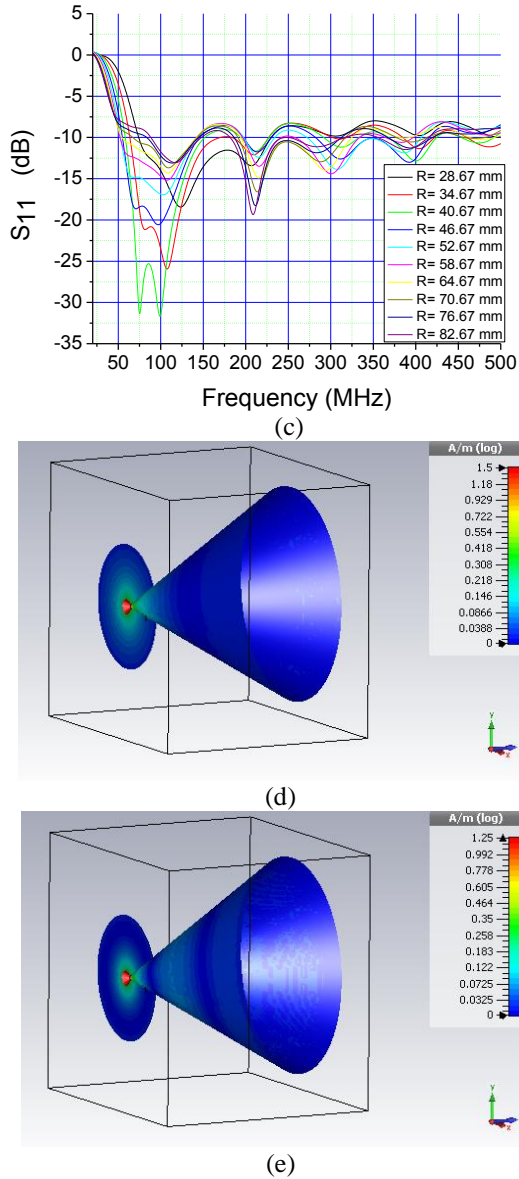 5
0
-5
-10
-15
-20
-25
-30
-35
S11 (dB)
R= 28.67 mm
R= 34.67 mm
R= 40.67 mm
R= 46.67 mm
R= 52.67 mm
R= 58.67 mm
R= 64.67 mm
R= 70.67 mm
R= 76.67 mm
R= 82.67 mm
50 100 150 200 250 300 350 400 450 500
Frequency (MHz)
(c)
A/m (log)
1.5
1.18
0.929
0.722
0.554
0.418
0.308
0.218
0.146
0.0866
0.0388
0
y
x
(d)
A/m (log)
1.25
0.992
0.778
0.605
0.464
0.35
0.258
0.183
0.122
0.0725
0.0325
0
y
x
(e)